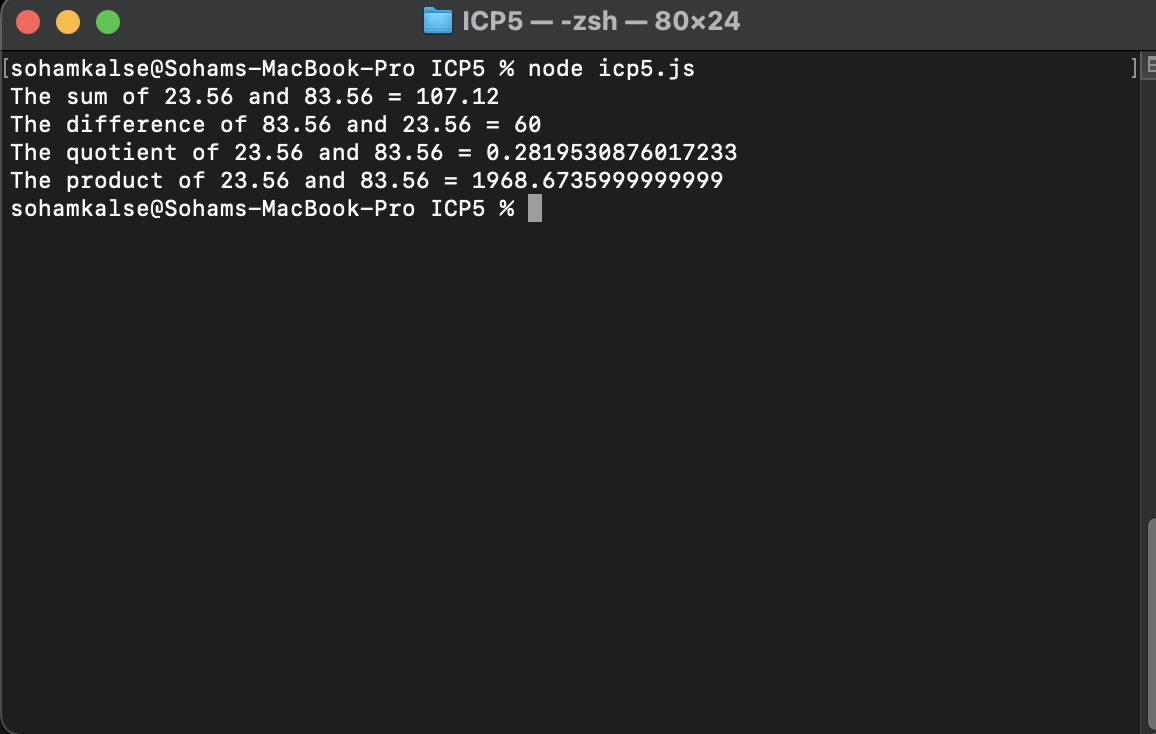 ICP5 — -zsh — 80×24
[sohamkalse@Sohams-MacBook-Pro ICP5 % node icp5.js ]
The sum of 23.56 and 83.56 = 107.12
The difference of 83.56 and 23.56 = 60
The quotient of 23.56 and 83.56 = 0.2819530876017233
The product of 23.56 and 83.56 = 1968.6735999999999
sohamkalse@Sohams-MacBook-Pro ICP5 %